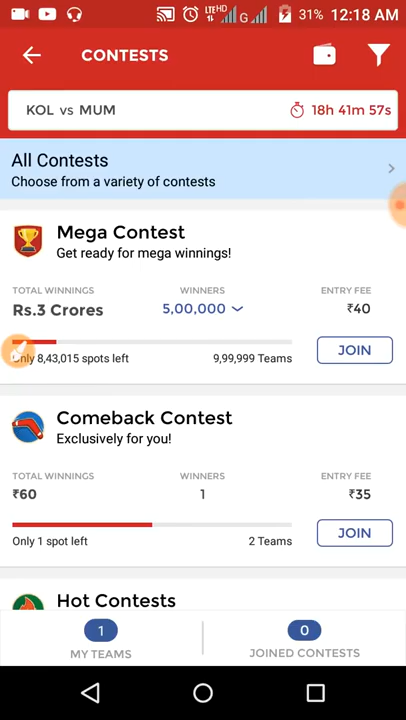 LTE HD G 31% 12:18 AM
CONTESTS
KOL vs MUM 18h 41m 57s
All Contests
Choose from a variety of contests
Mega Contest
Get ready for mega winnings!
TOTAL WINNINGS WINNERS ENTRY FEE
Rs.3 Crores 5,00,000 ₹40
nly 8,43,015 spots left 9,99,999 Teams JOIN
Comeback Contest
Exclusively for you!
TOTAL WINNINGS WINNERS ENTRY FEE
₹60 1 ₹35
Only 1 spot left 2 Teams JOIN
Hot Contests
1 0
MY TEAMS JOINED CONTESTS